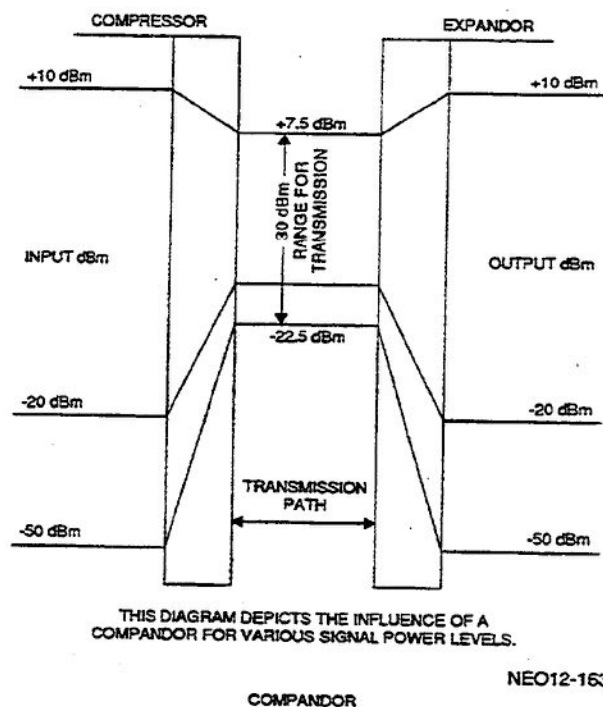 COMPRESSOR
EXPANDOR
+10 dBm
+10 dBm
+7.5 dBm
30 dBm
RANGE FOR
TRANSMISSION
INPUT dBm
OUTPUT dBm
-22.5 dBm
-20 dBm
-20 dBm
TRANSMISSION
PATH
-50 dBm
-50 dBm
THIS DIAGRAM DEPICTS THE INFLUENCE OF A
COMPANDOR FOR VARIOUS SIGNAL POWER LEVELS.
NEO12-163
COMPANDOR